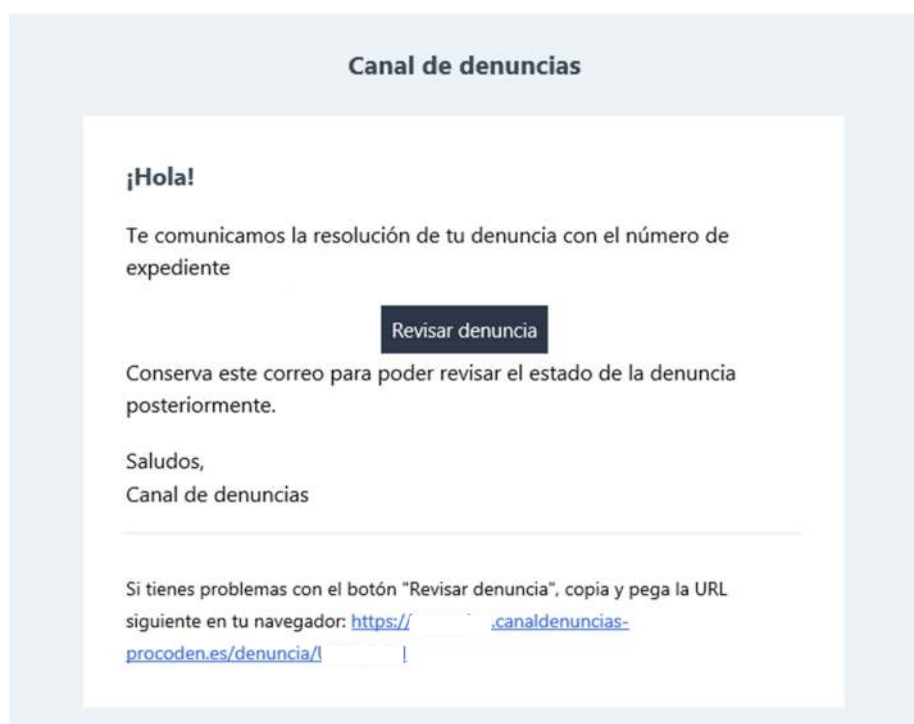 Canal de denuncias
¡Hola!
Te comunicamos la resolución de tu denuncia con el número de
expediente
Revisar denuncia
Conserva este correo para poder revisar el estado de la denuncia
posteriormente.
Saludos,
Canal de denuncias
Si tienes problemas con el botón "Revisar denuncia", copia y pega la URL
siguiente en tu navegador: https:// .canaldenuncias-
procoden.es/denuncia/